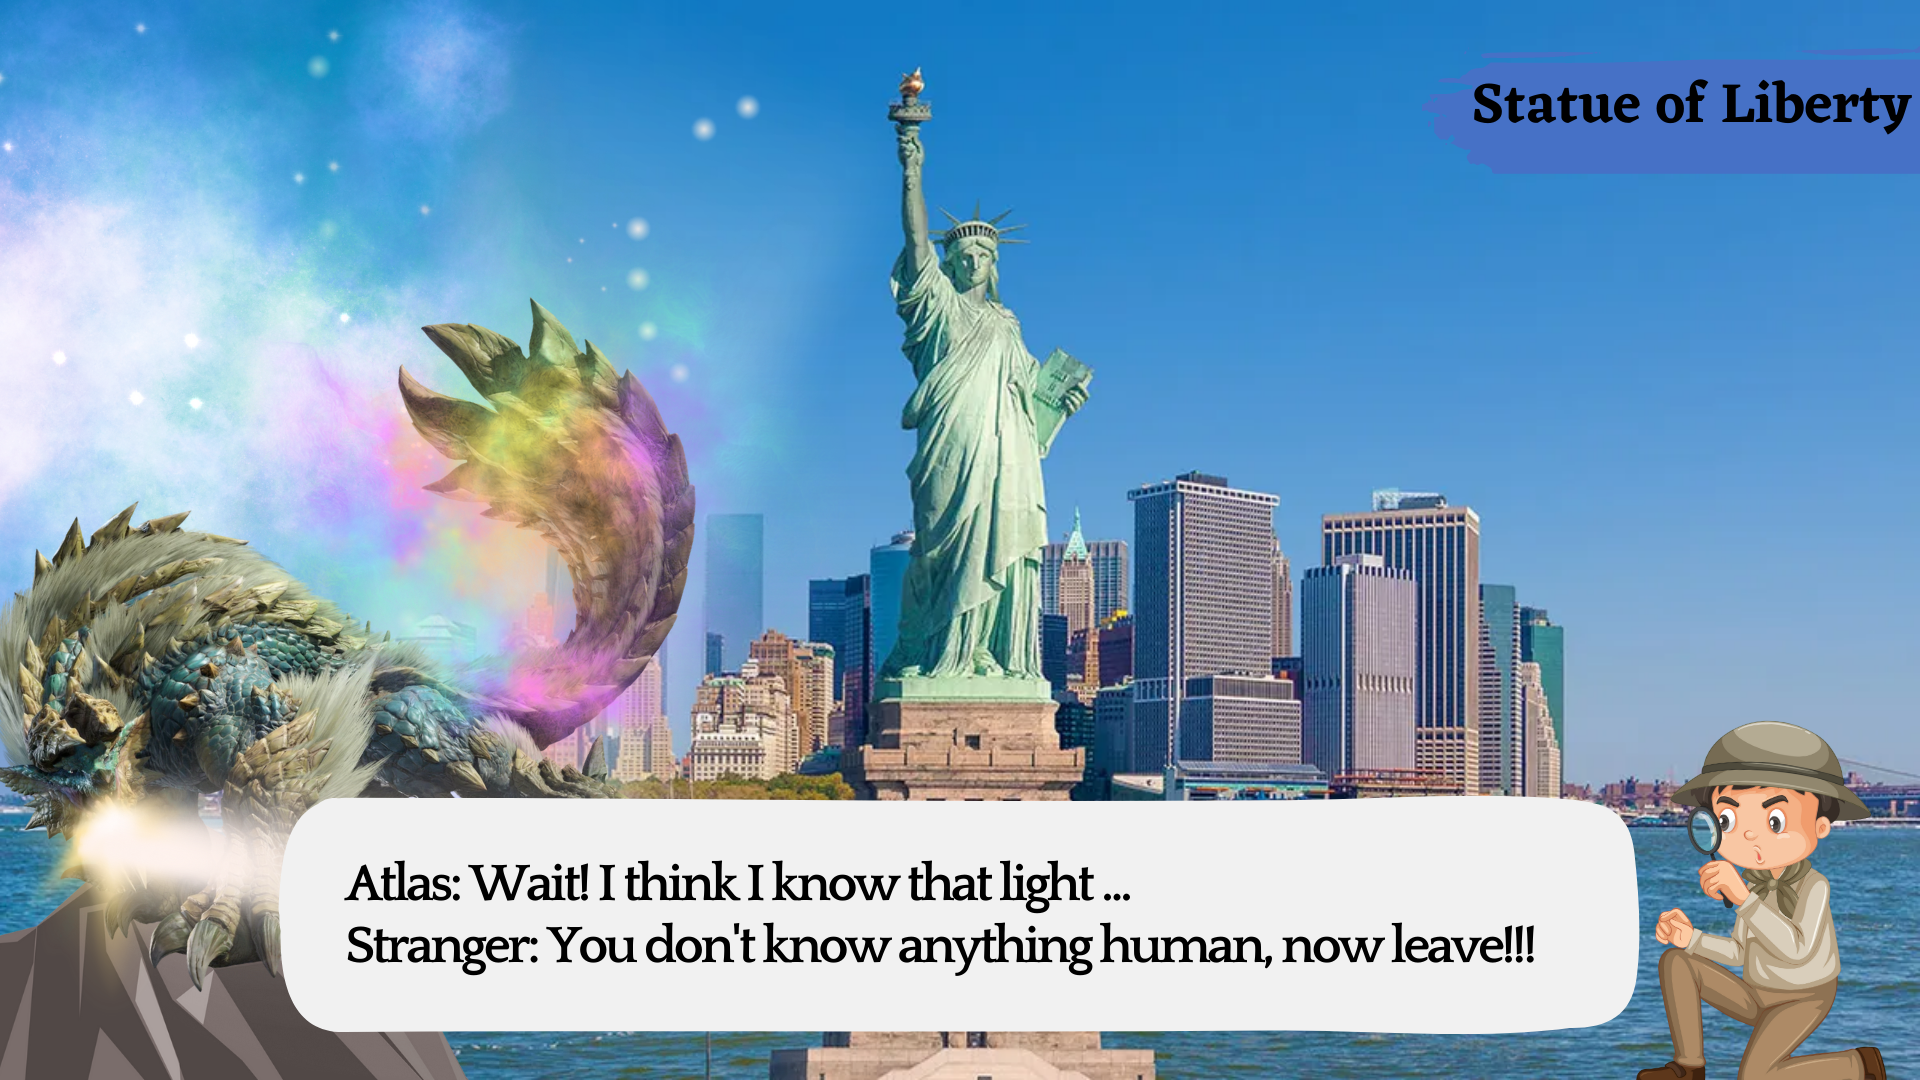 Statue of Liberty
Atlas: Wait! I think I know that light ...
Stranger: You don't know anything human, now leave!!!